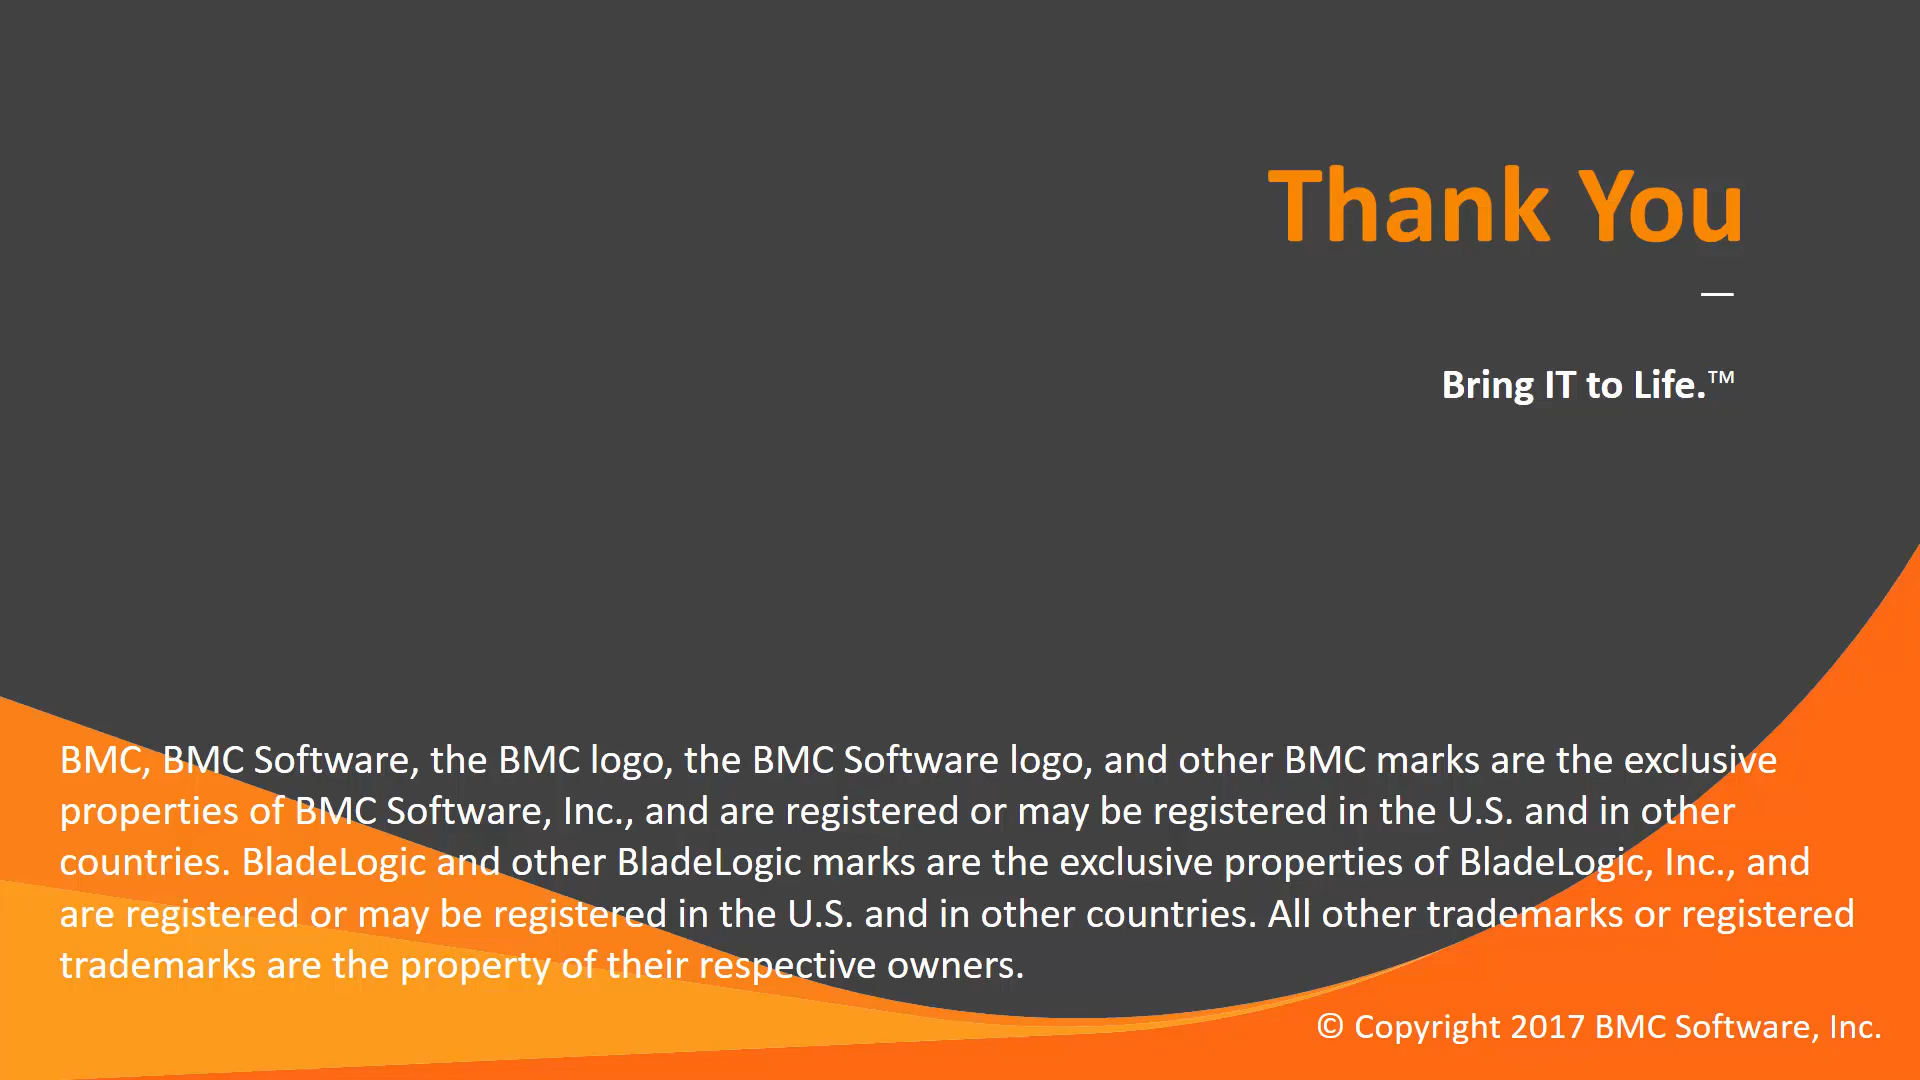 Thank You
—
Bring IT to Life.™
BMC, BMC Software, the BMC logo, the BMC Software logo, and other BMC marks are the exclusive
properties of BMC Software, Inc., and are registered or may be registered in the U.S. and in other
countries. BladeLogic and other BladeLogic marks are the exclusive properties of BladeLogic, Inc., and
are registered or may be registered in the U.S. and in other countries. All other trademarks or registered
trademarks are the property of their respective owners.
© Copyright 2017 BMC Software, Inc.